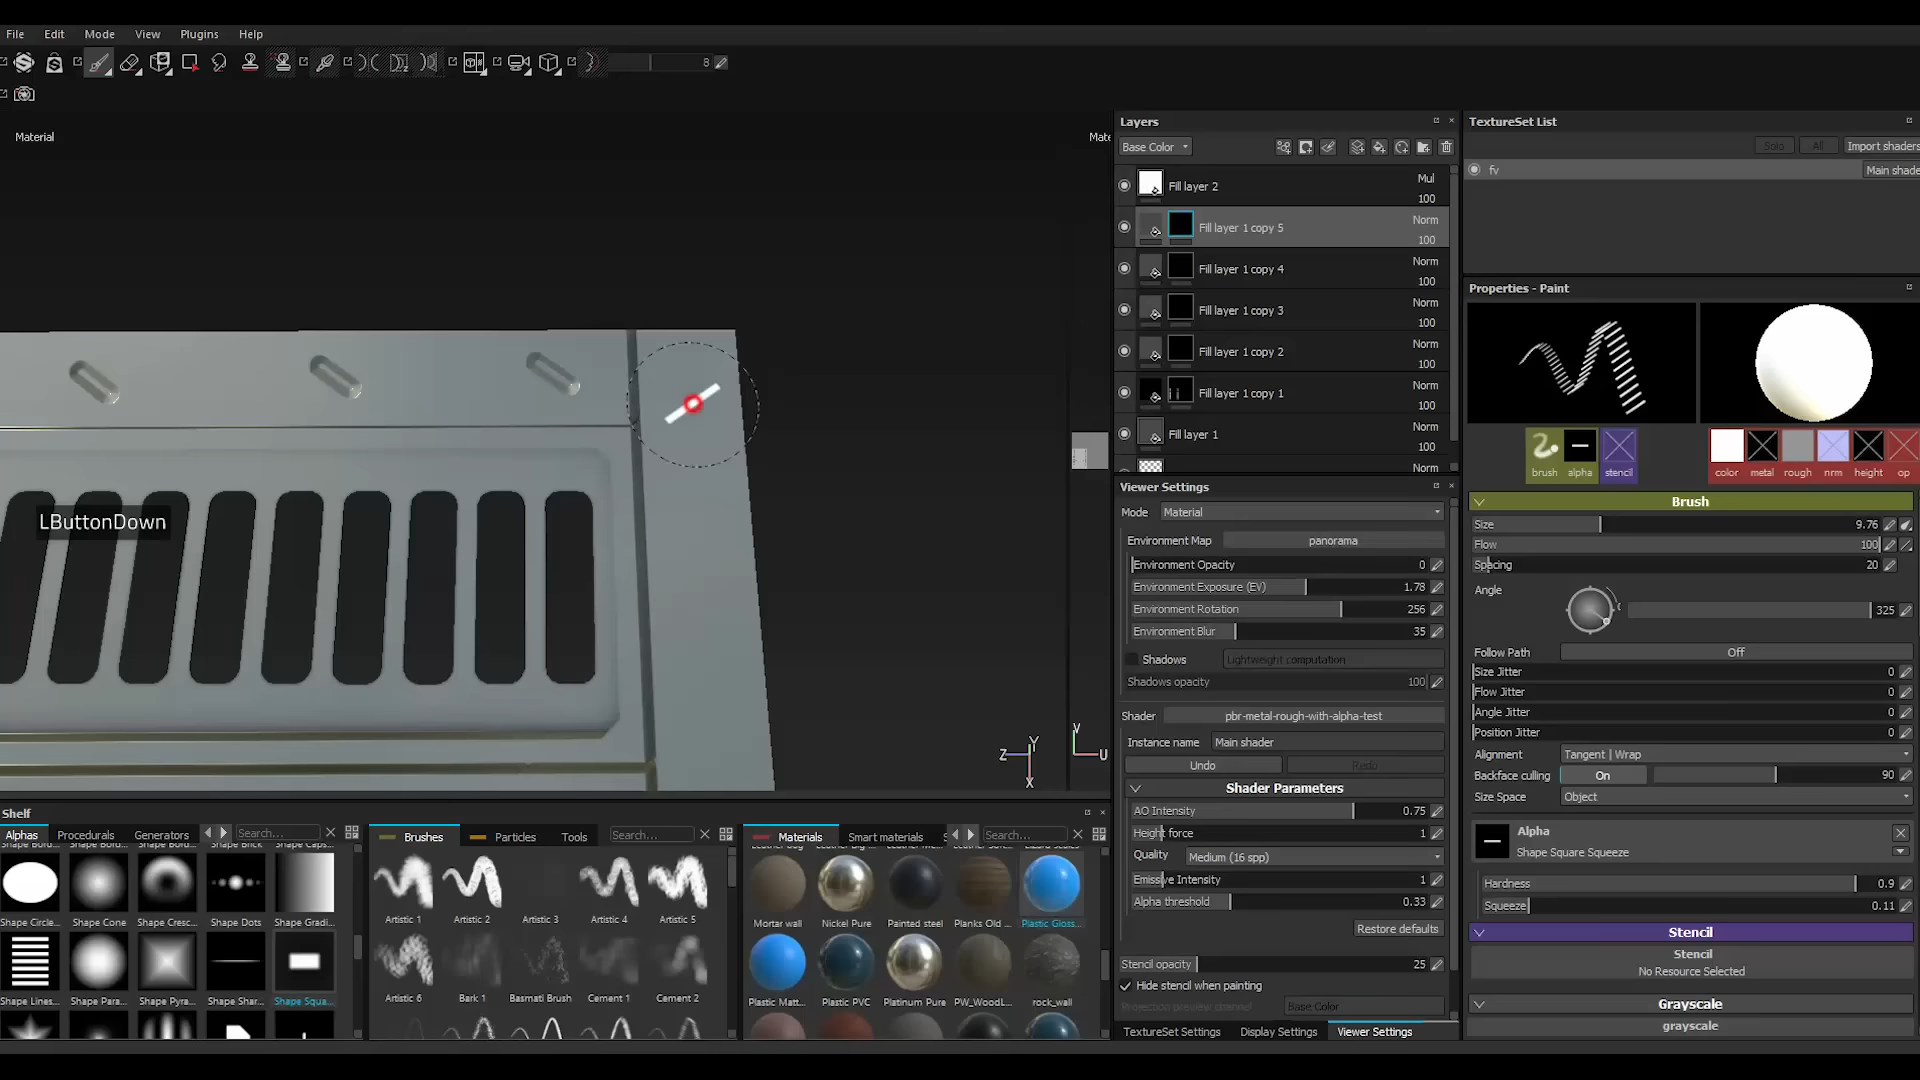 File Edit Mode View Plugins Help
8
Material
Mate
LButtonDown
Z Y X
V U
Layers
Base Color
Fill layer 2 Mul 100
Fill layer 1 copy 5 Norm 100
Fill layer 1 copy 4 Norm 100
Fill layer 1 copy 3 Norm 100
Fill layer 1 copy 2 Norm 100
Fill layer 1 copy 1 Norm 100
Fill layer 1 Norm 100
Norm
Viewer Settings
Mode Material
Environment Map panorama
Environment Opacity 0
Environment Exposure (EV) 1.78
Environment Rotation 256
Environment Blur 35
Shadows Lightweight computation
Shadows opacity 100
Shader pbr-metal-rough-with-alpha-test
Instance name Main shader
Undo Redo
Shader Parameters
AO Intensity 0.75
Height force 1
Quality Medium (16 spp)
Emissive Intensity 1
Alpha threshold 0.33
Restore defaults
Stencil opacity 25
Hide stencil when painting
Projection preview channel Base Color
TextureSet Settings Display Settings Viewer Settings
TextureSet List
Solo All Import shaders
fv Main shade
Properties - Paint
brush alpha stencil color metal rough nrm height op
Brush
Size 9.76
Flow 100
Spacing 20
Angle 325
Follow Path Off
Size Jitter 0
Flow Jitter 0
Angle Jitter 0
Position Jitter 0
Alignment Tangent | Wrap
Backface culling On 90
Size Space Object
Alpha
Shape Square Squeeze
Hardness 0.9
Squeeze 0.11
Stencil
Stencil
No Resource Selected
Grayscale
grayscale
Shelf
Alphas Procedurals Generators Search...
Shape Circle... Shape Cone Shape Cresc... Shape Dots Shape Gradi...
Shape Lines... Shape Para... Shape Pyra... Shape Shar... Shape Squa...
Brushes Particles Tools Search...
Artistic 1 Artistic 2 Artistic 3 Artistic 4 Artistic 5
Artistic 6 Bark 1 Basmati Brush Cement 1 Cement 2
Materials Smart materials S Search...
Mortar wall Nickel Pure Painted steel Planks Old ... Plastic Gloss...
Plastic Matt... Plastic PVC Platinum Pure PW_WoodL... rock_wall